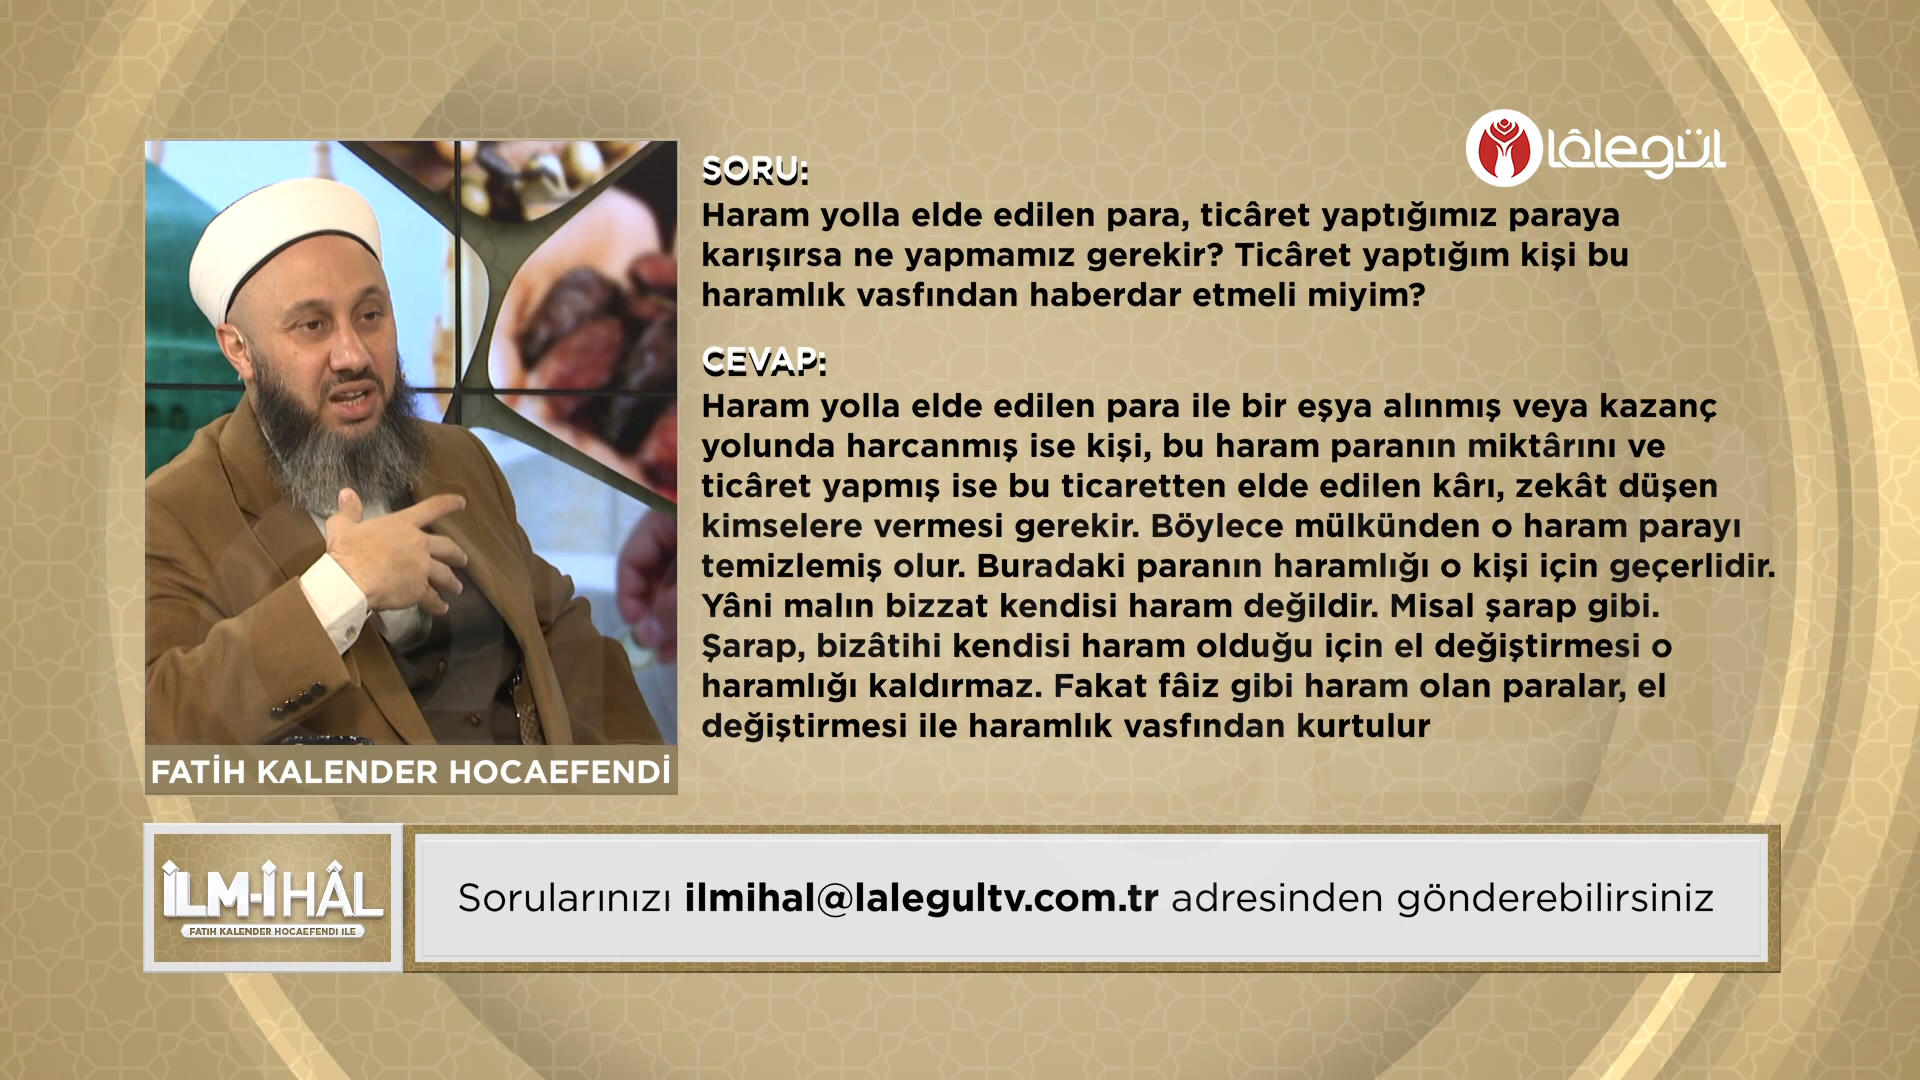 lâlegül
SORU:
Haram yolla elde edilen para, ticâret yaptığımız paraya
karışırsa ne yapmamız gerekir? Ticâret yaptığım kişi bu
haramlık vasfından haberdar etmeli miyim?
CEVAP:
Haram yolla elde edilen para ile bir eşya alınmış veya kazanç
yolunda harcanmış ise kişi, bu haram paranın miktârını ve
ticâret yapmış ise bu ticaretten elde edilen kârı, zekât düşen
kimselere vermesi gerekir. Böylece mülkünden o haram parayı
temizlemiş olur. Buradaki paranın haramlığı o kişi için geçerlidir.
Yâni malın bizzat kendisi haram değildir. Misal şarap gibi.
Şarap, bizâtihi kendisi haram olduğu için el değiştirmesi o
haramlığı kaldırmaz. Fakat fâiz gibi haram olan paralar, el
değiştirmesi ile haramlık vasfından kurtulur
FATİH KALENDER HOCAEFENDİ
İLM-İHÂL
FATİH KALENDER HOCAEFENDİ İLE
Sorularınızı ilmihal@lalegultv.com.tr adresinden gönderebilirsiniz